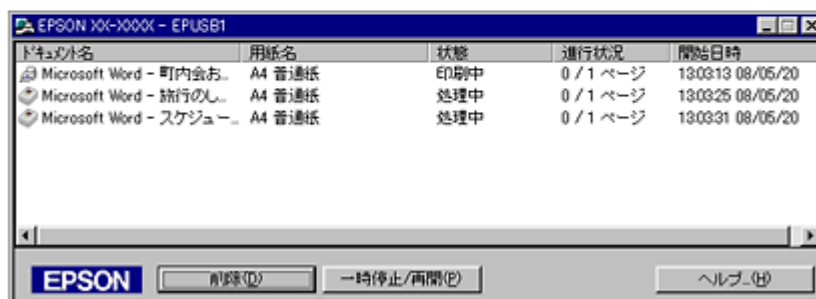 EPSON XX-XXXX - EPUSB1
ドキュメント名 用紙名 状態 進行状況 開始日時
Microsoft Word - 町内会お... A4 普通紙 印刷中 0 / 1 ページ 13:03:13 08/05/20
Microsoft Word - 旅行のし... A4 普通紙 処理中 0 / 1 ページ 13:03:25 08/05/20
Microsoft Word - スケジュー... A4 普通紙 処理中 0 / 1 ページ 13:03:31 08/05/20
EPSON 削除(D) 一時停止/再開(P) ヘルプ...(H)